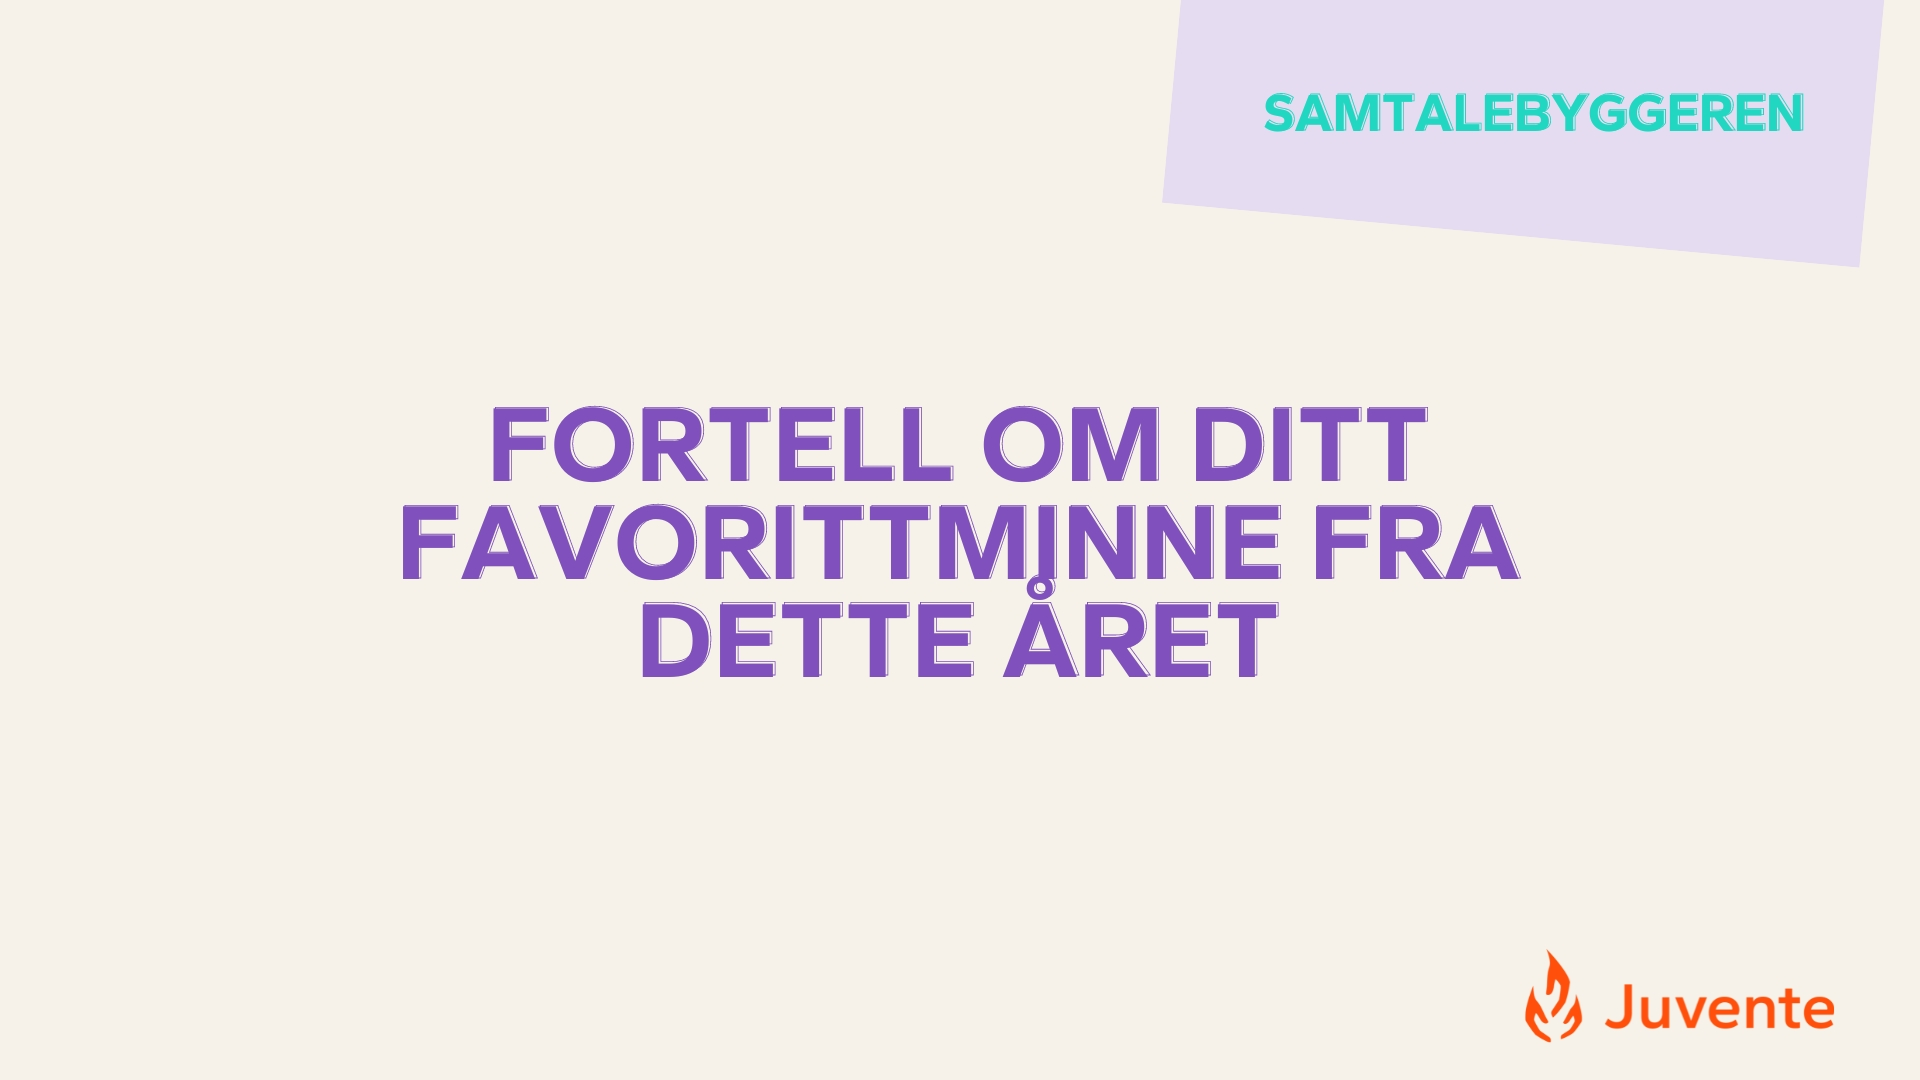 SAMTALEBYGGEREN
FORTELL OM DITT
FAVORITTMINNE FRA
DETTE ÅRET
Juvente